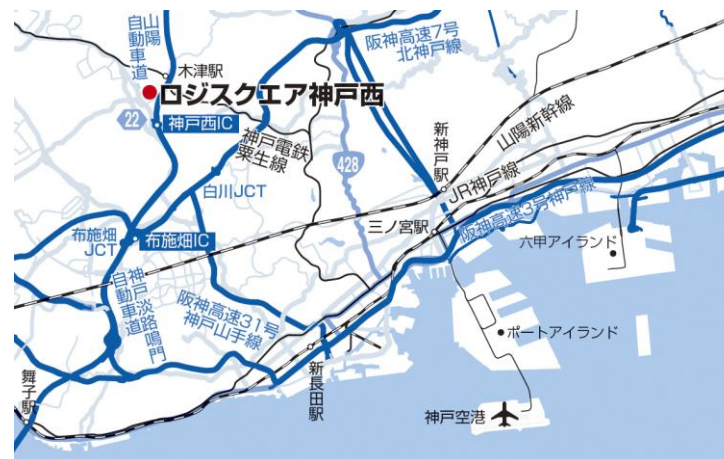 山陽
自動車道
木津駅
ロジスクエア神戸西
22
神戸西IC
神戸電鉄
粟生線
阪神高速7号
北神戸線
428
新神戸駅
山陽新幹線
JR神戸線
白川JCT
三ノ宮駅
阪神高速3号神戸線
布施畑
JCT
布施畑IC
六甲アイランド
神戸淡路鳴門
自動車道
阪神高速31号
神戸山手線
ポートアイランド
新長田駅
舞子駅
神戸空港